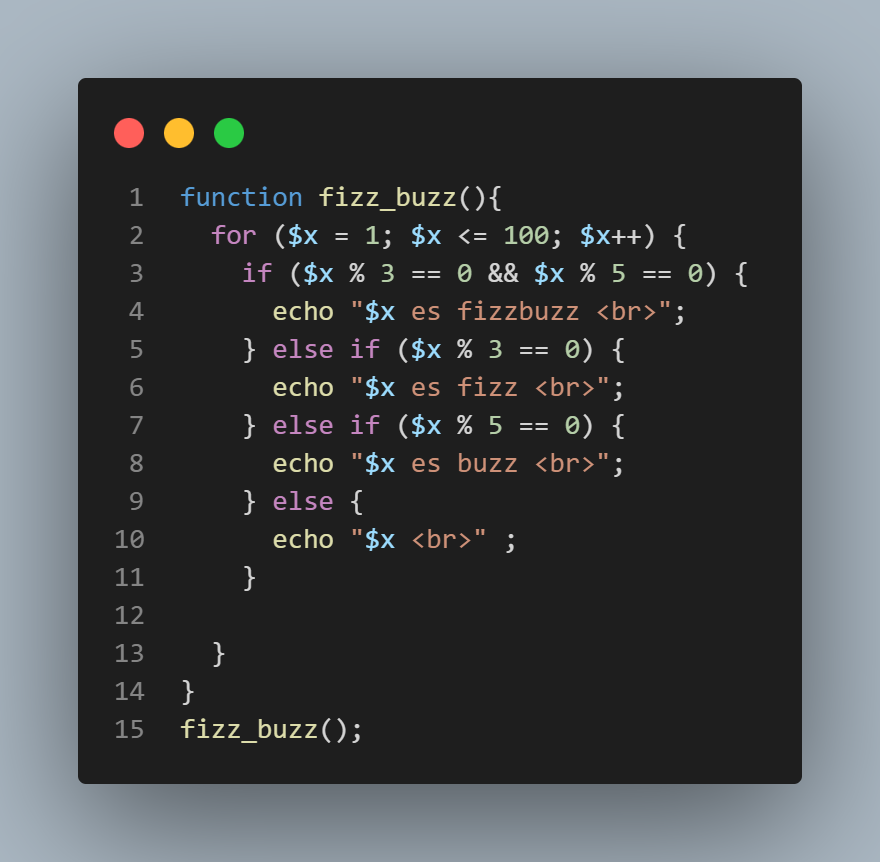 1 function fizz_buzz(){
2 for ($x = 1; $x <= 100; $x++) {
3 if ($x % 3 == 0 && $x % 5 == 0) {
4 echo "$x es fizzbuzz <br>";
5 } else if ($x % 3 == 0) {
6 echo "$x es fizz <br>";
7 } else if ($x % 5 == 0) {
8 echo "$x es buzz <br>";
9 } else {
10 echo "$x <br>" ;
11 }
12
13 }
14 }
15 fizz_buzz();